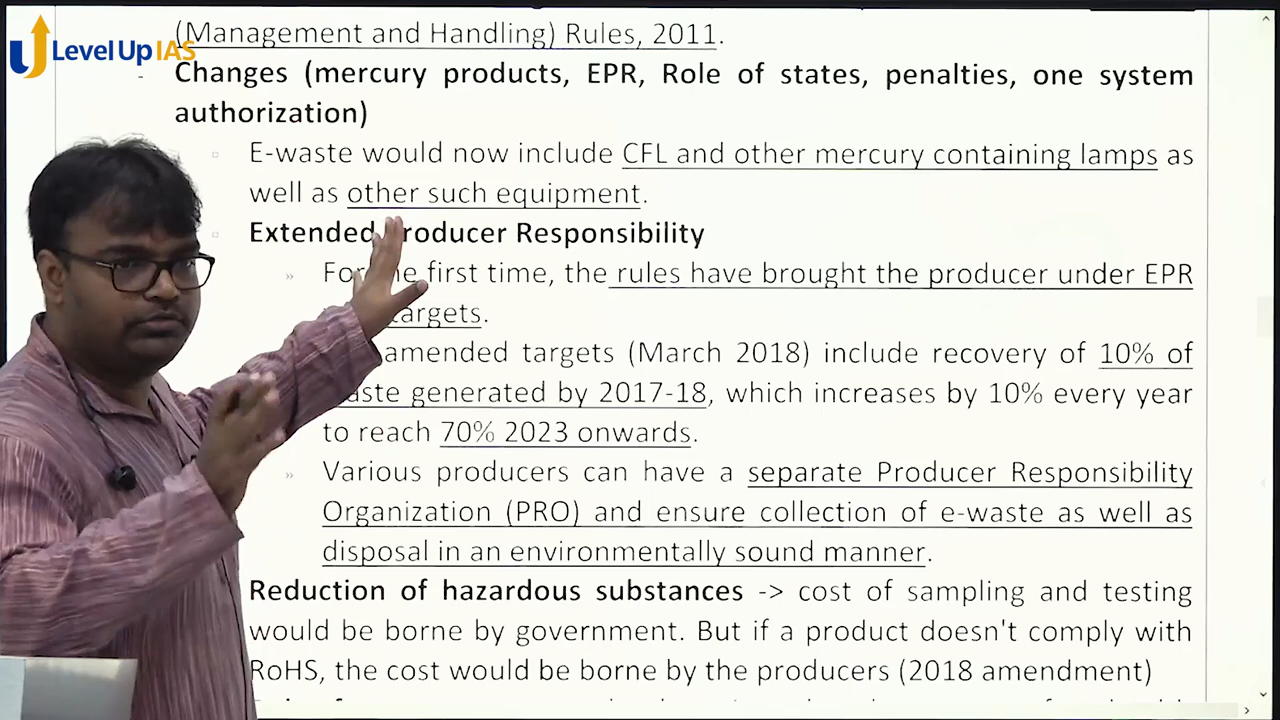 (Management and Handling) Rules, 2011.
Level Up IAS
Changes (mercury products, EPR, Role of states, penalties, one system
authorization)
E-waste would now include CFL and other mercury containing lamps as
well as other such equipment.
Extended Producer Responsibility
For the first time, the rules have brought the producer under EPR
targets.
amended targets (March 2018) include recovery of 10% of
waste generated by 2017-18, which increases by 10% every year
to reach 70% 2023 onwards.
Various producers can have a separate Producer Responsibility
Organization (PRO) and ensure collection of e-waste as well as
disposal in an environmentally sound manner.
Reduction of hazardous substances -> cost of sampling and testing
would be borne by government. But if a product doesn't comply with
RoHS, the cost would be borne by the producers (2018 amendment)